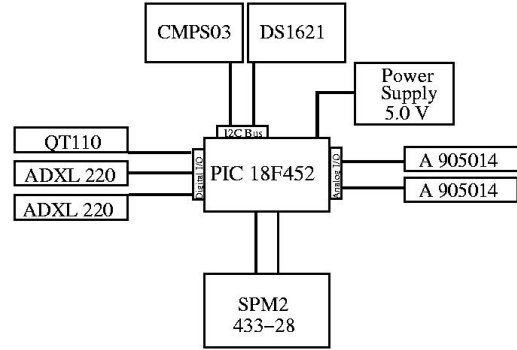 CMPS03
DS1621
Power
Supply
5.0 V
I2C Bus
QT110
ADXL 220
ADXL 220
Digital I/O
PIC 18F452
Analog I/O
A 905014
A 905014
SPM2
433-28